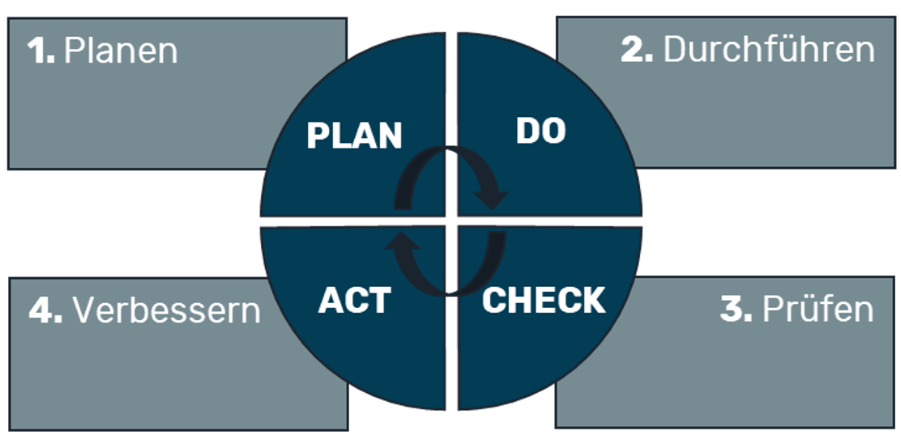 1. Planen
2. Durchführen
PLAN
DO
ACT
CHECK
4. Verbessern
3. Prüfen